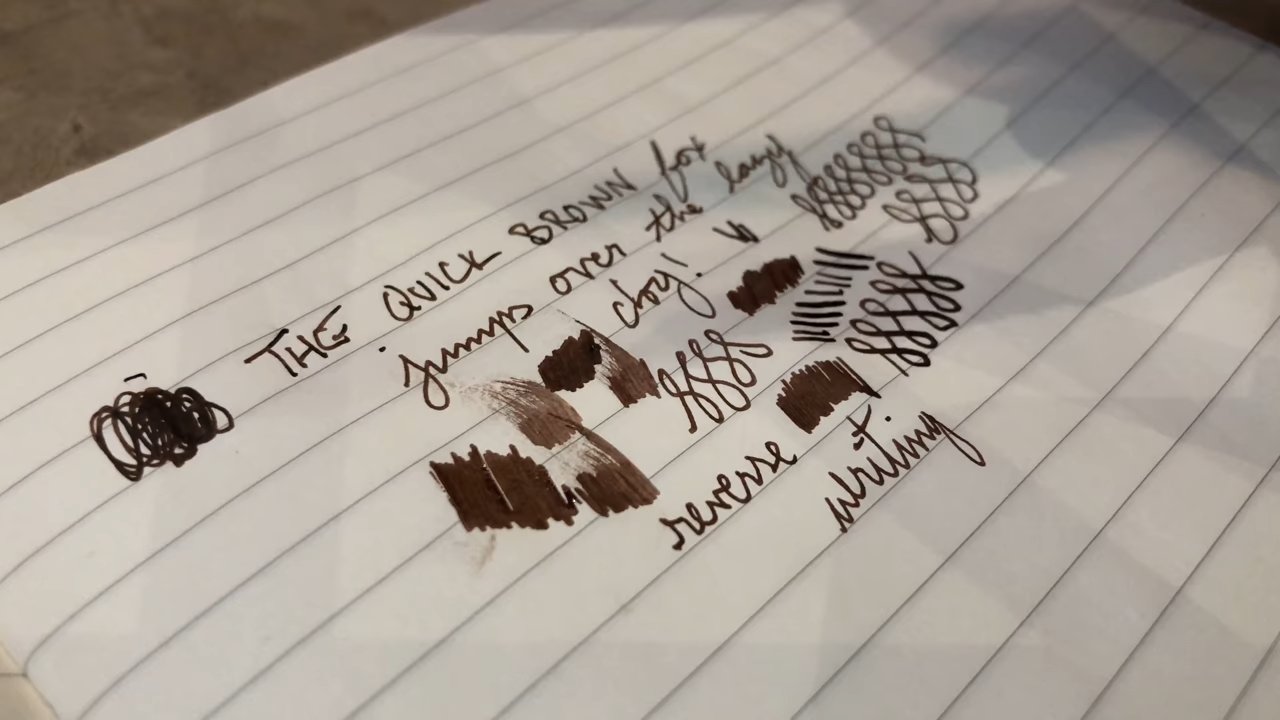 THE QUICK BROWN fox
jumps over the lazy
dog!
reverse
writing